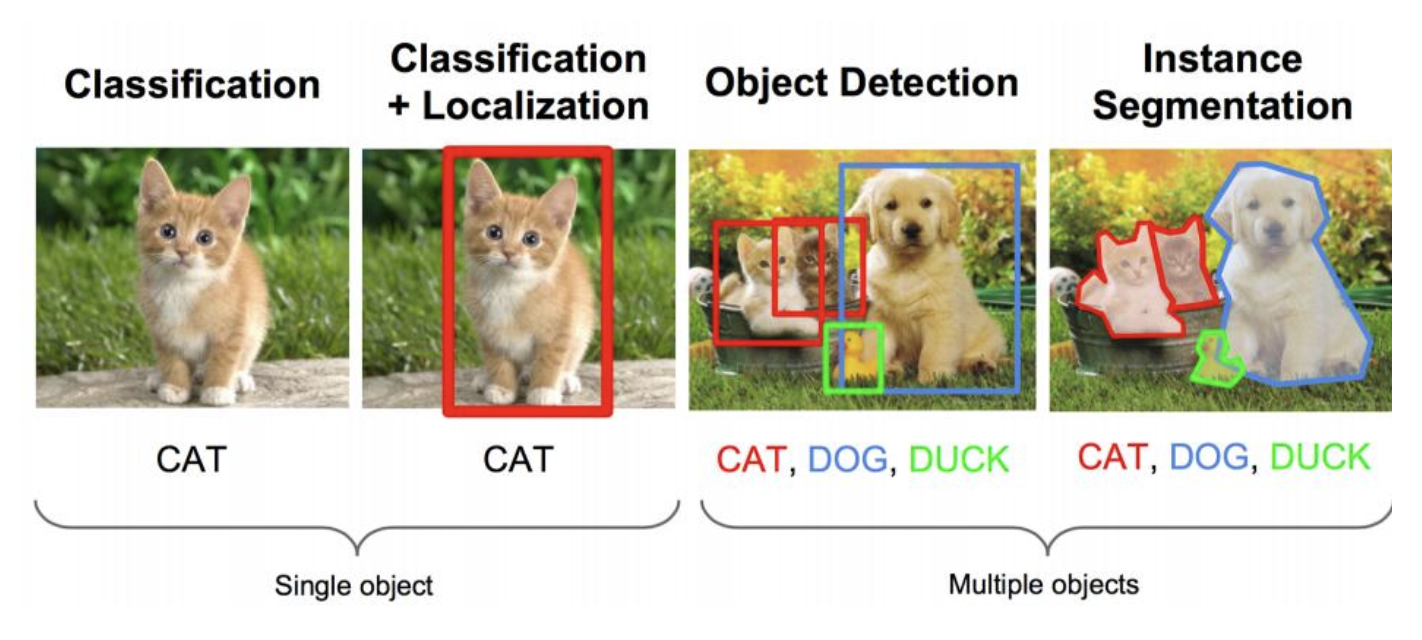 Classification
Classification
+ Localization
Object Detection
Instance
Segmentation
CAT
CAT
CAT, DOG, DUCK
CAT, DOG, DUCK
Single object
Multiple objects